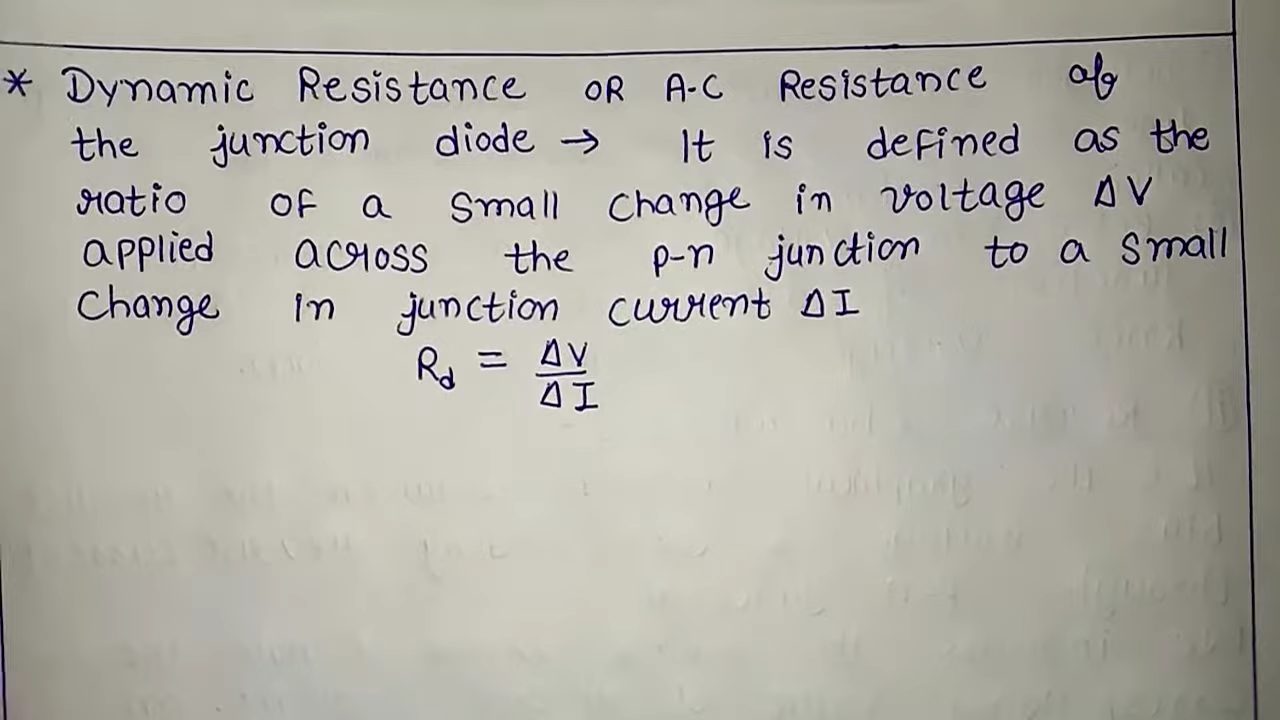 * Dynamic Resistance OR A-C Resistance of
the junction diode → It is defined as the
ratio of a small change in voltage ΔV
applied across the p-n junction to a small
change in junction current ΔI
Rd = ΔV/ΔI